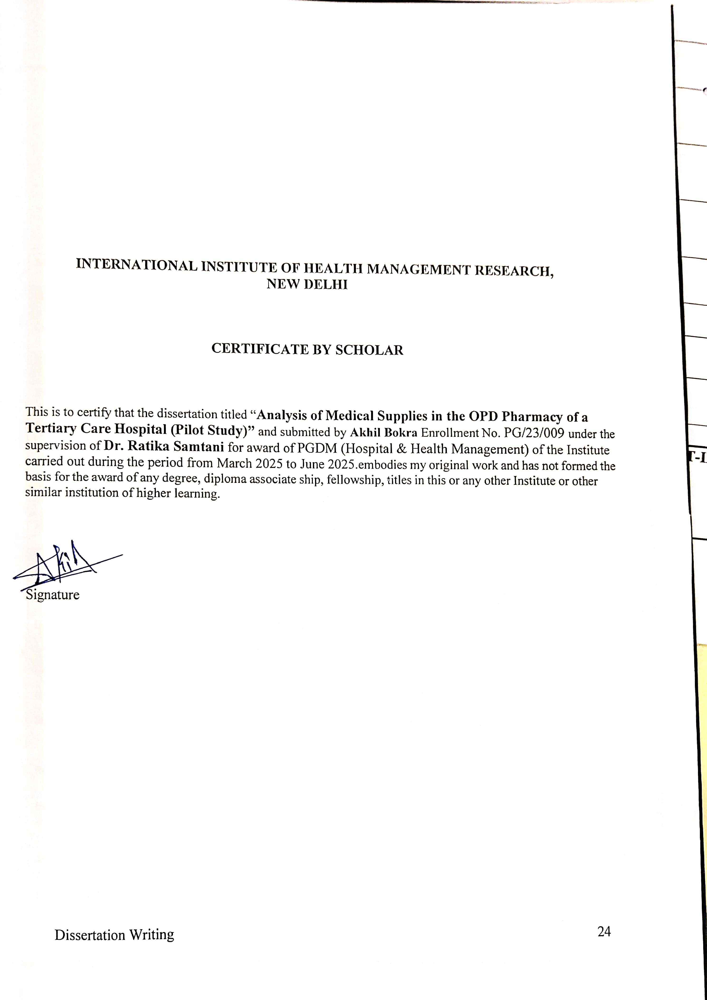 INTERNATIONAL INSTITUTE OF HEALTH MANAGEMENT RESEARCH,
NEW DELHI
CERTIFICATE BY SCHOLAR
This is to certify that the dissertation titled “Analysis of Medical Supplies in the OPD Pharmacy of a
Tertiary Care Hospital (Pilot Study)” and submitted by Akhil Bokra Enrollment No. PG/23/009 under the
supervision of Dr. Ratika Samtani for award of PGDM (Hospital & Health Management) of the Institute
carried out during the period from March 2025 to June 2025.embodies my original work and has not formed the
basis for the award of any degree, diploma associate ship, fellowship, titles in this or any other Institute or other
similar institution of higher learning.
Akhil
Signature
Dissertation Writing 24